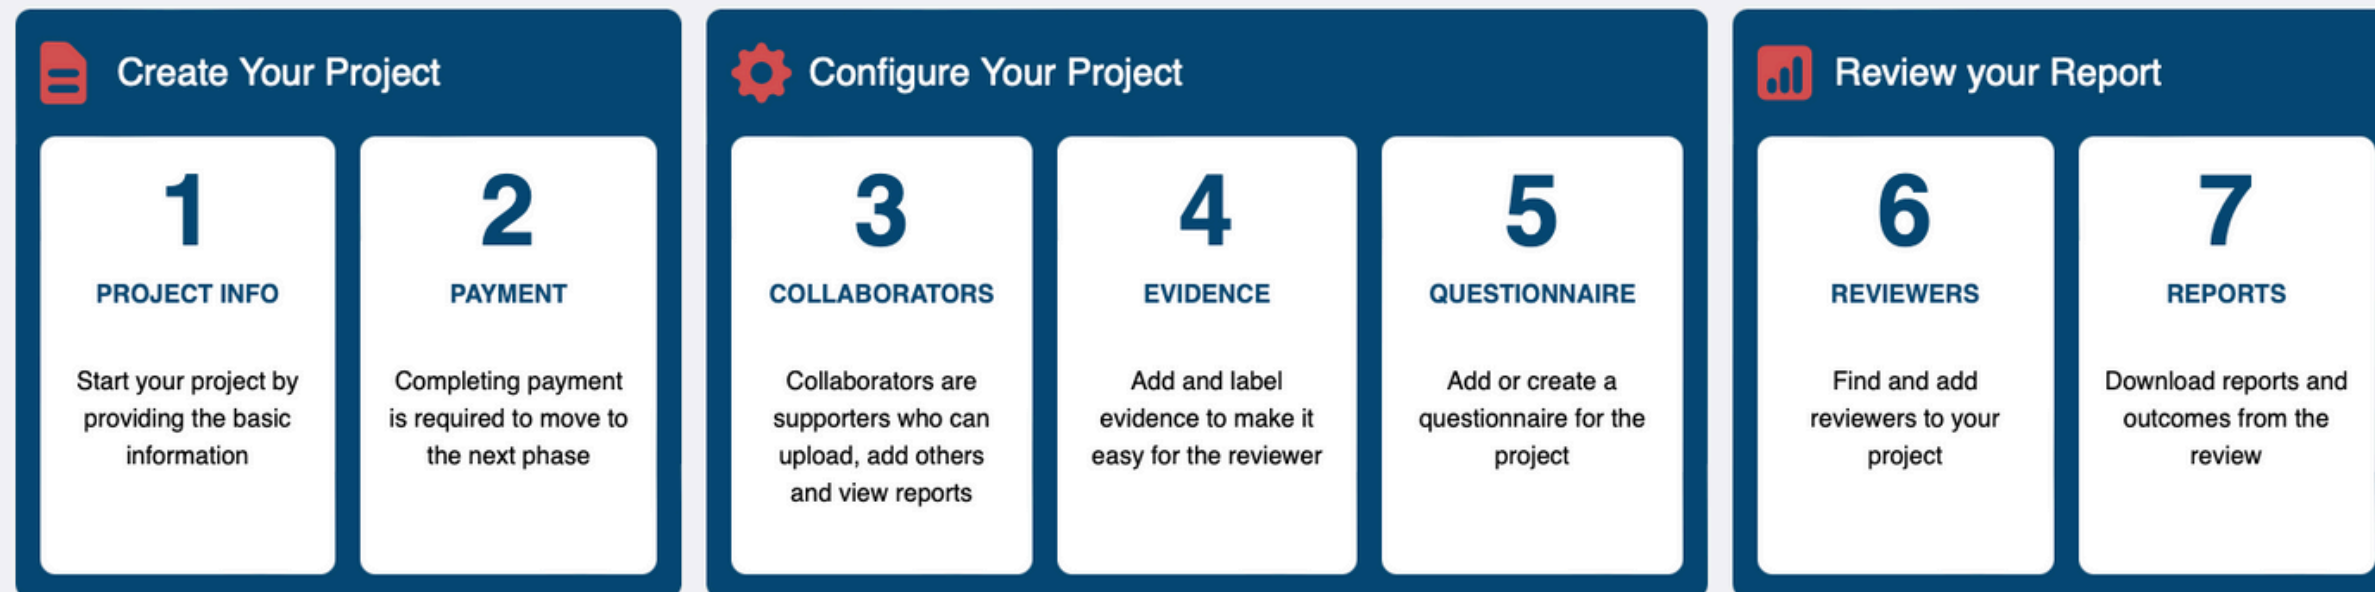 Create Your Project
1
PROJECT INFO
Start your project by
providing the basic
information
2
PAYMENT
Completing payment
is required to move to
the next phase
Configure Your Project
3
COLLABORATORS
Collaborators are
supporters who can
upload, add others
and view reports
4
EVIDENCE
Add and label
evidence to make it
easy for the reviewer
5
QUESTIONNAIRE
Add or create a
questionnaire for the
project
Review your Report
6
REVIEWERS
Find and add
reviewers to your
project
7
REPORTS
Download reports and
outcomes from the
review